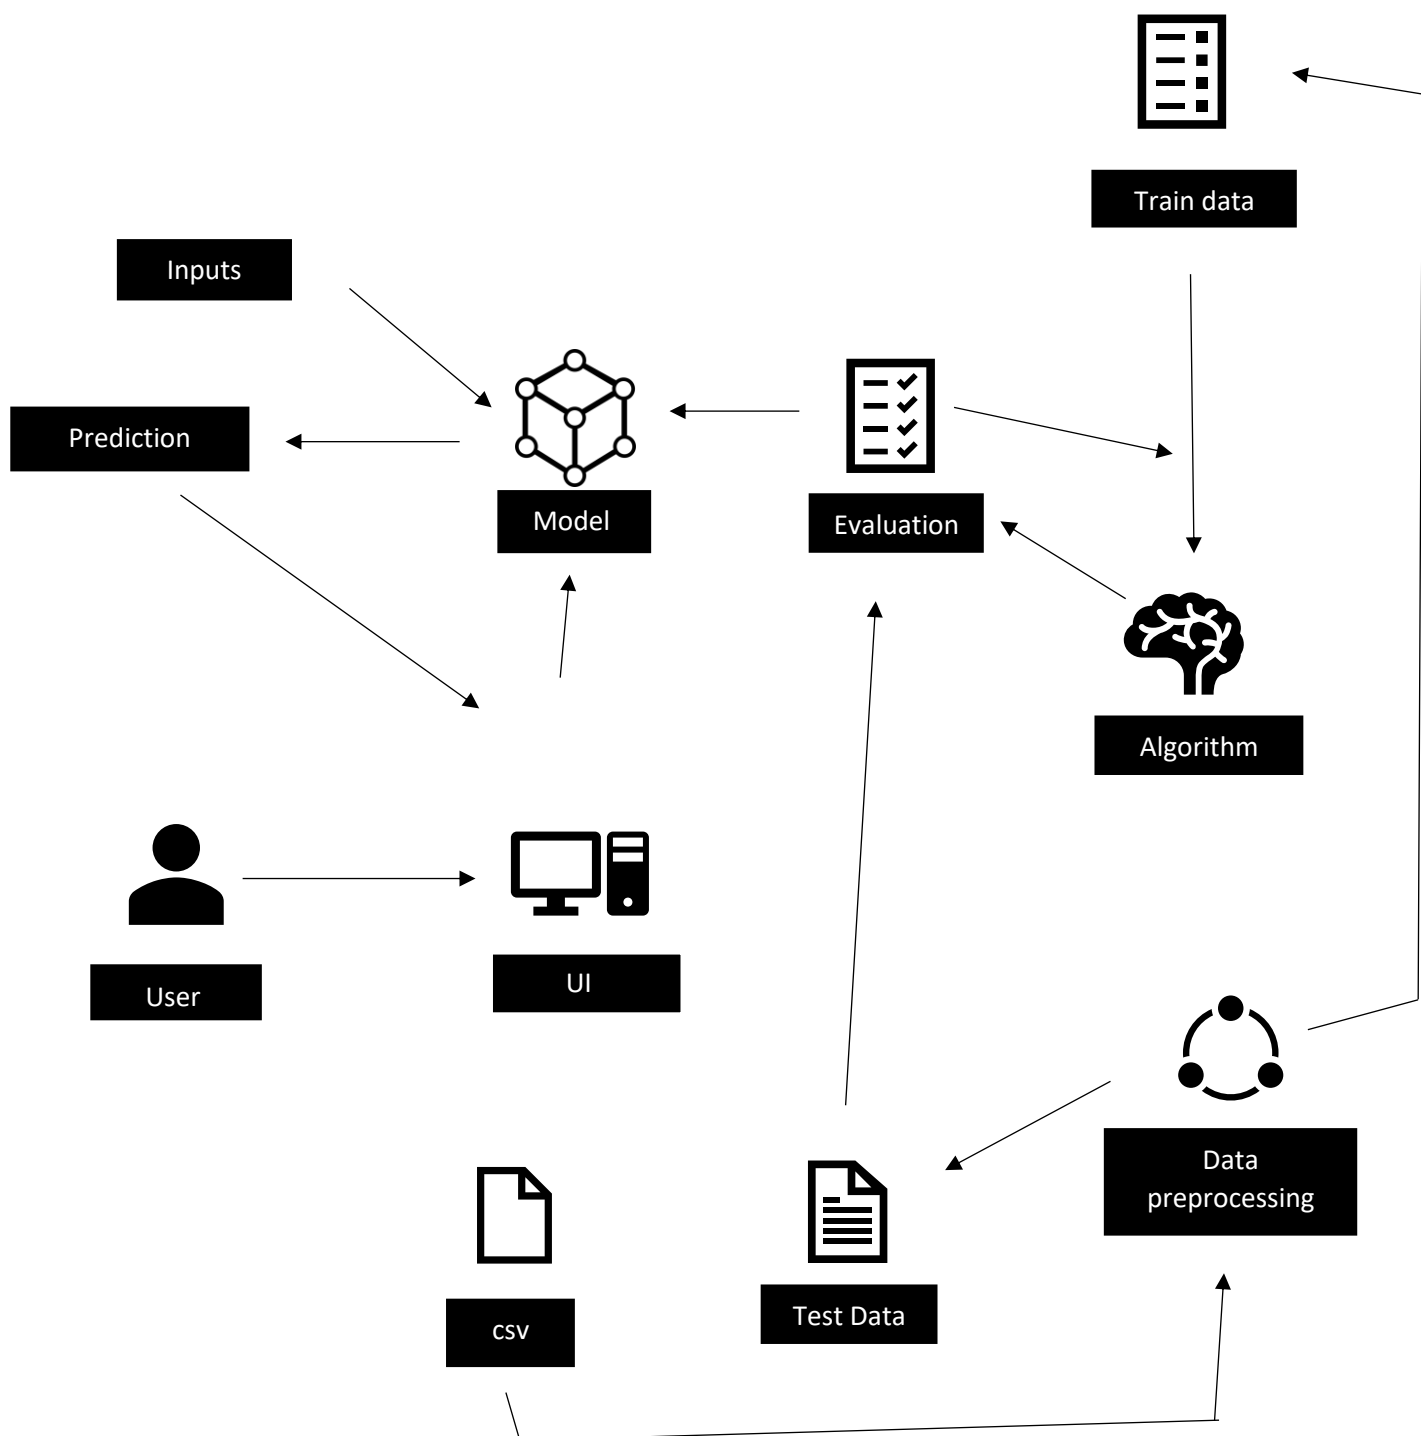 Train data
Inputs
Prediction
Model
Evaluation
Algorithm
User
UI
Data
preprocessing
csv
Test Data